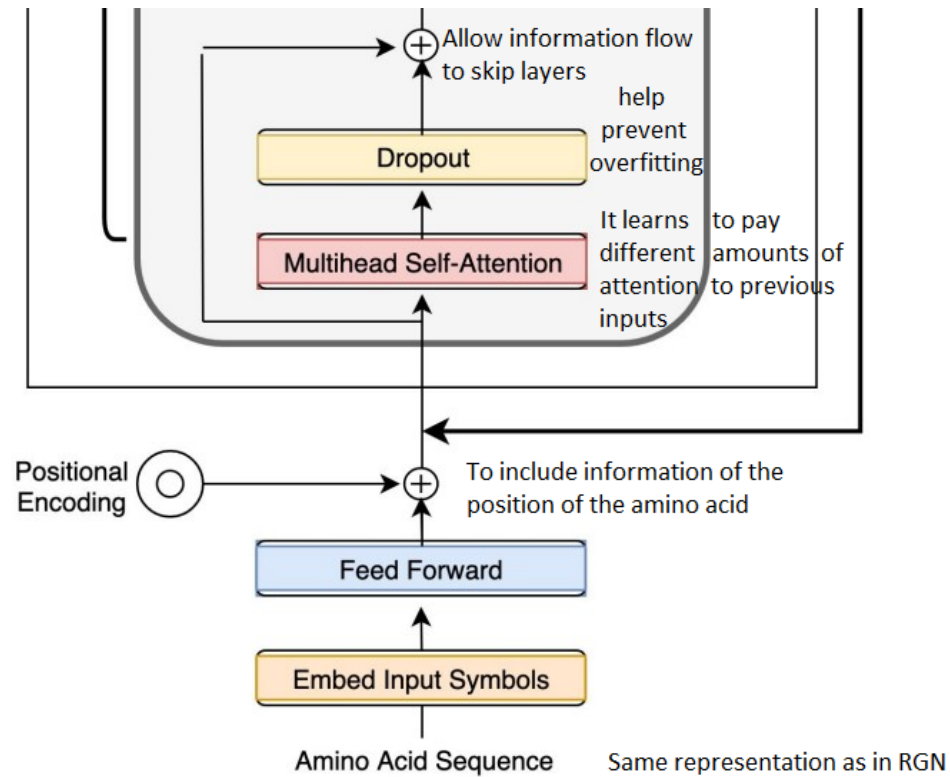 Allow information flow
to skip layers
help
prevent
overfitting
Dropout
It learns to pay
different amounts of
attention to previous
inputs
Multihead Self-Attention
Positional
Encoding
To include information of the
position of the amino acid
Feed Forward
Embed Input Symbols
Amino Acid Sequence
Same representation as in RGN